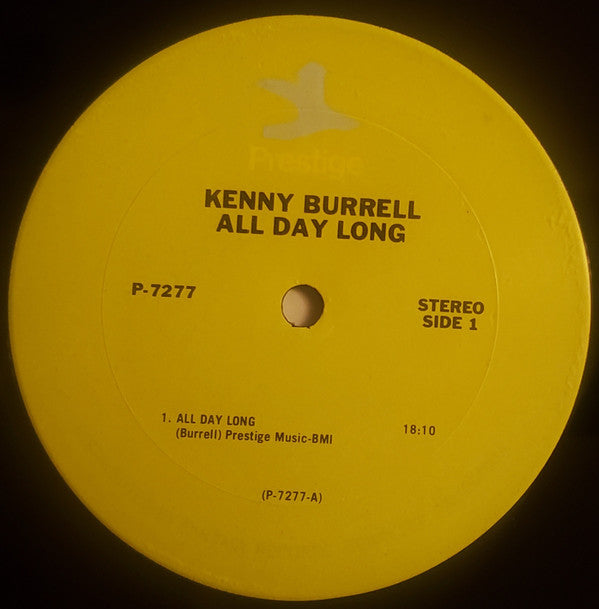 Prestige
KENNY BURRELL
ALL DAY LONG
P-7277
STEREO
SIDE 1
1. ALL DAY LONG
(Burrell) Prestige Music-BMI
18:10
(P-7277-A)